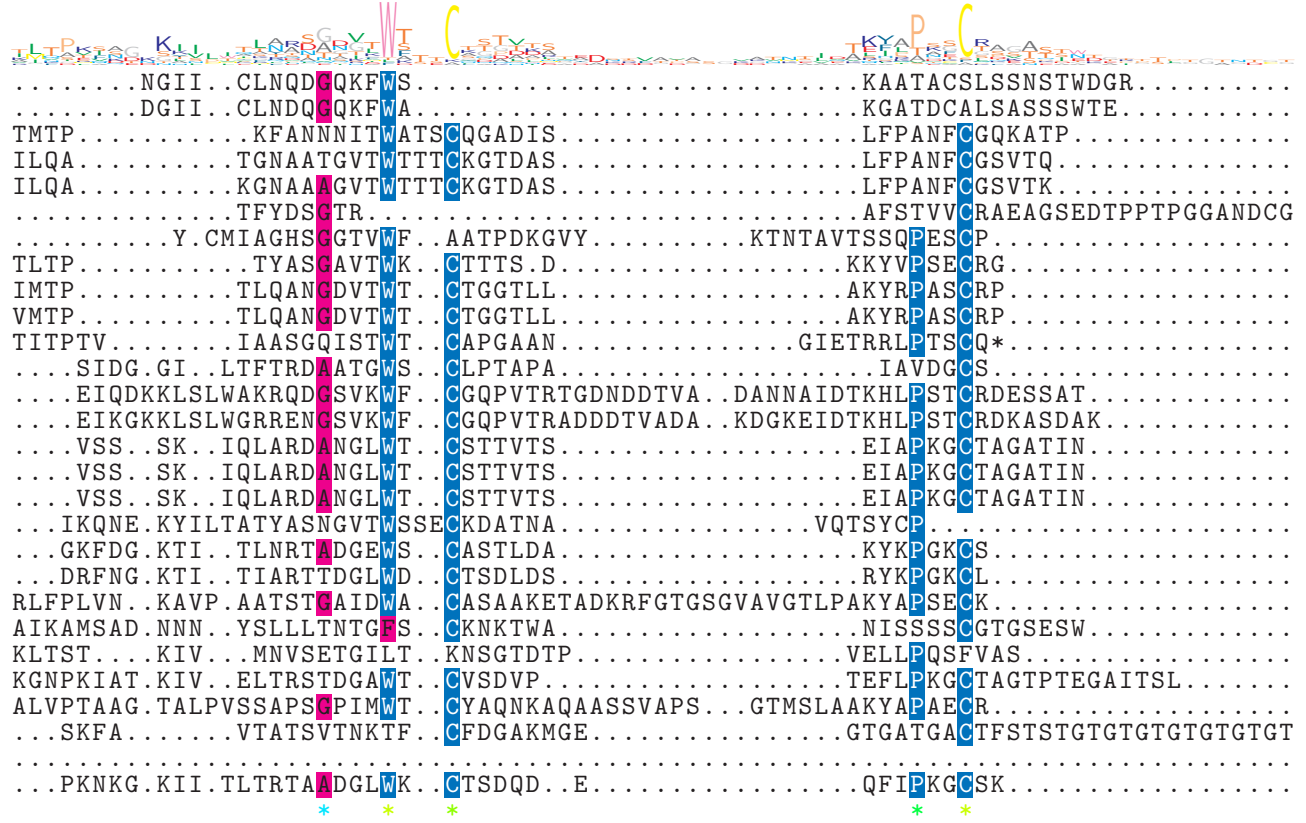 ........NGII..CLNQDGQKFWS............................KAATACSLSSNSTWDGR..........
........DGII..CLNDQGQKFWA............................KGATDCALSASSSWTE...........
TMTP...........KFANNNITWATSCQGADIS...................LFPANFCGQKATP..............
ILQA..........TGNAATGVTWTTTCKGTDAS...................LFPANFCGSVTQ...............
ILQA..........KGNAAAGVTWTTTCKGTDAS...................LFPANFCGSVTK...............
..............TFYDSGTR...............................AFSTVVCRAEAGSEDTPPTPGGANDCG
..........Y.CMIAGHSGGTVWF..AATPDKGVY..........KTNTAVTSSQPESCP...................
TLTP...........TYASGAVTWK..CTTTS.D..................KKYVPSECRG..................
IMTP..........TLQANGDVTWT..CTGGTLL..................AKYRPASCRP..................
VMTP..........TLQANGDVTWT..CTGGTLL..................AKYRPASCRP..................
TITPTV........IAASGQISTWT..CAPGAAN...............GIETRRLPTSCQ*..................
....SIDG.GI..LTFTRDAATGWS..CLPTAPA....................IAVDGCS...................
....EIQDKKLSLWAKRQDGSVKWF..CGQPVTRTGDNDDTVA..DANNAIDTKHLPSTCRDESSAT.............
....EIKGKKLSLWGRRENGSVKWF..CGQPVTRADDDTVADA..KDGKEIDTKHLPSTCRDKASDAK............
....VSS..SK..IQLARDANGLWT..CSTTVTS...................EIAPKGCTAGATIN.............
....VSS..SK..IQLARDANGLWT..CSTTVTS...................EIAPKGCTAGATIN.............
....VSS..SK..IQLARDANGLWT..CSTTVTS...................EIAPKGCTAGATIN.............
...IKQNE.KYILTATYASNGVTWSSECKDATNA................VQTSYCP.......................
...GKFDG.KTI..TLNRTADGEWS..CASTLDA...................KYKPGKCS...................
...DRFNG.KTI..TIARTTDGLWD..CTSDLDS...................RYKPGKCL...................
RLFPLVN..KAVP.AATSTGAIDWA..CASAAKETADKRFGTGSGVAVGTLPAKYAPSECK...................
AIKAMSAD.NNN..YSLLLTNTGFS..CKNKTWA...................NISSSSCGTGSESW.............
KLTST....KIV...MNVSETGILT..KNSGTDTP.................VELLPQSFVAS.................
KGNPKIAT.KIV..ELTRSTDGAWT..CVSDVP...................TEFLPKGCTAGTPTEGAITSL.......
ALVPTAAG.TALPVSSAPSGPIMWT..CYAQNKAQAASSVAPS...GTMSLAAKYAPAECR...................
...SKFA.......VTATSVTNKTF..CFDGAKMGE................GTGATGACTFSTSTGTGTGTGTGTGTGT
................................................................................
...PKNKG.KII.TLTRTAADGLWK..CTSDQD..E.................QFIPKGCSK..................
* * * * *